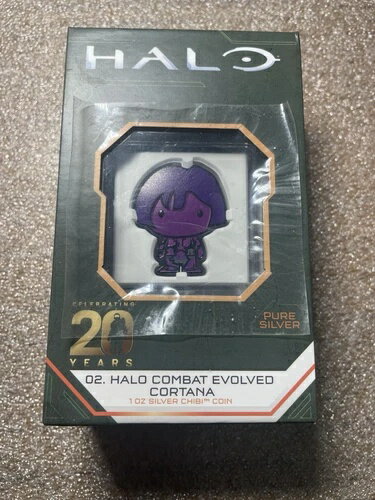 HALO
CELEBRATING
20
YEARS
PURE
SILVER
02. HALO COMBAT EVOLVED
CORTANA
1 OZ SILVER CHIBI™ COIN